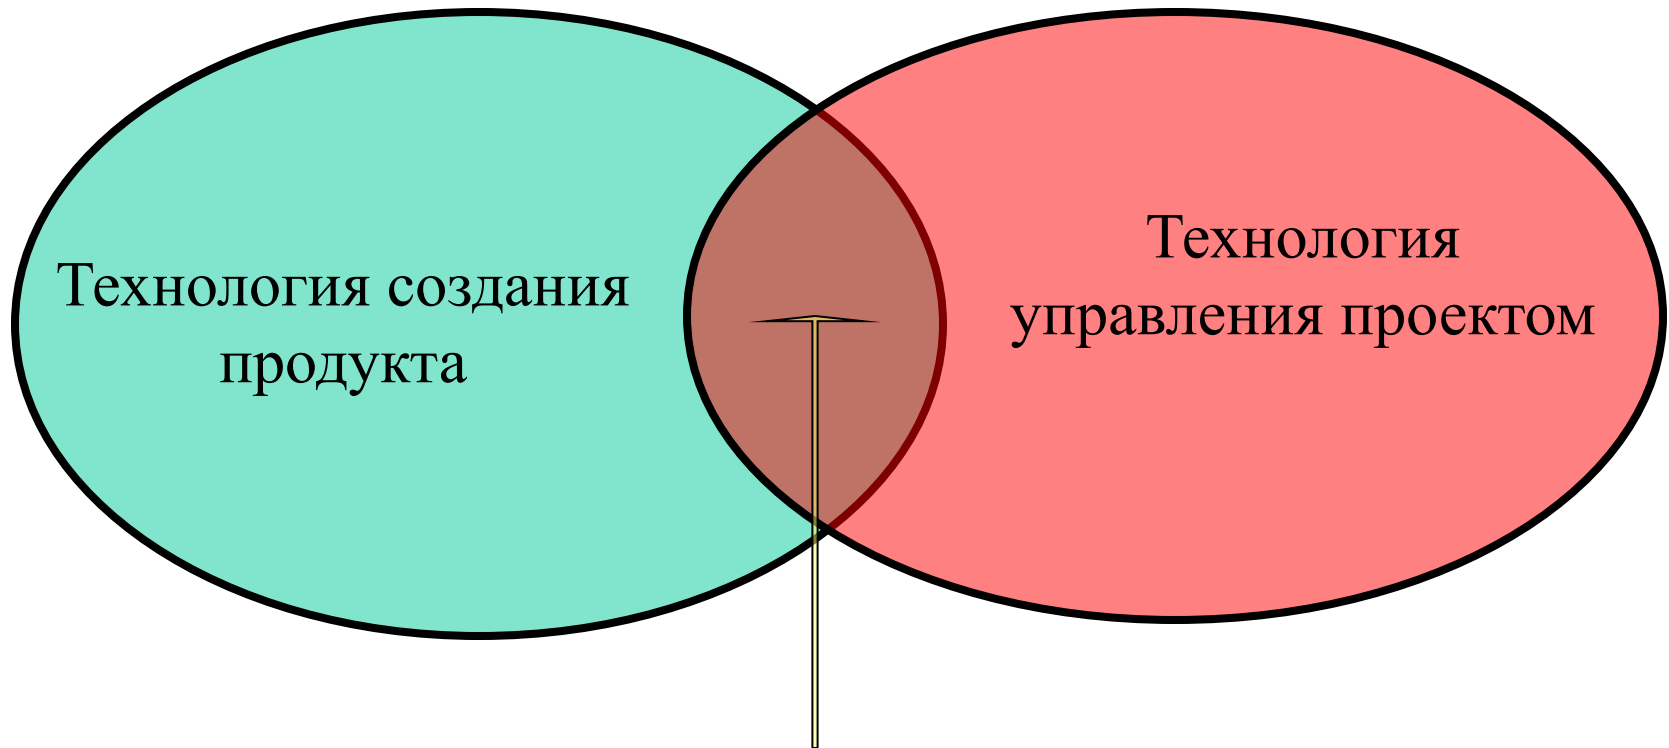 Технология создания
продукта
Технология
управления проектом